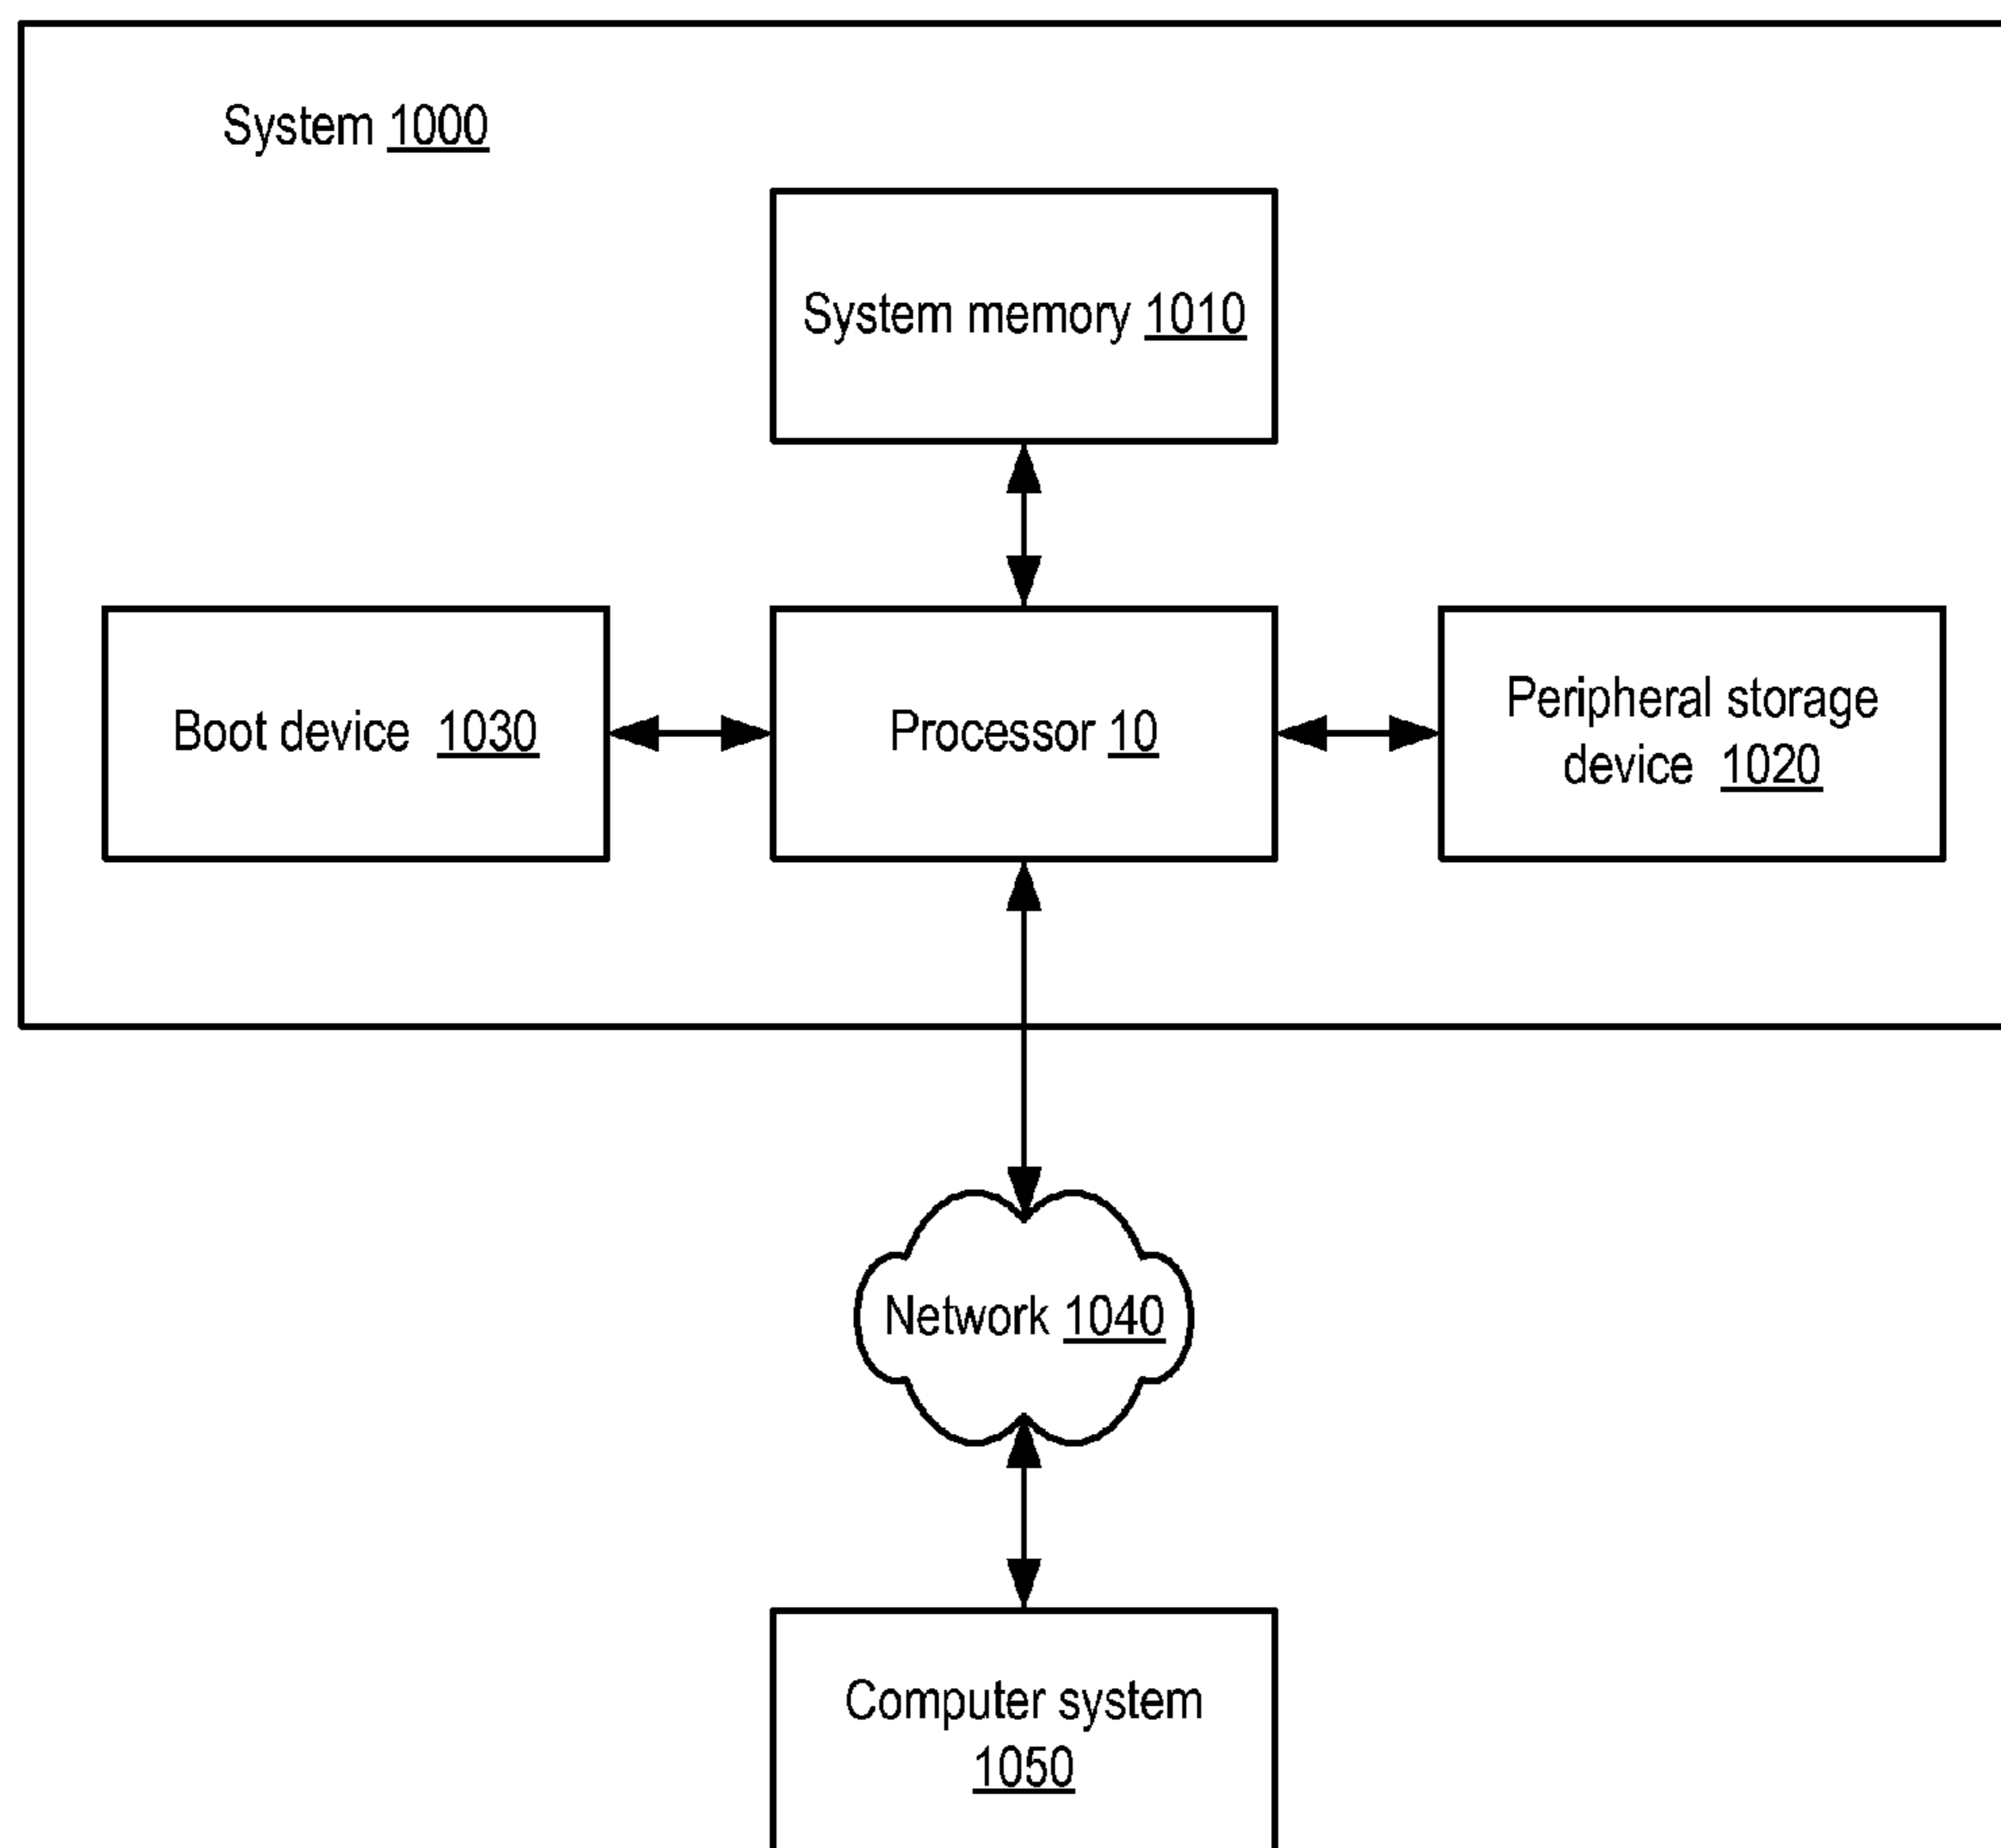 System 1000
System memory 1010
Boot device 1030
Processor 10
Peripheral storage
device 1020
Network 1040
Computer system
1050